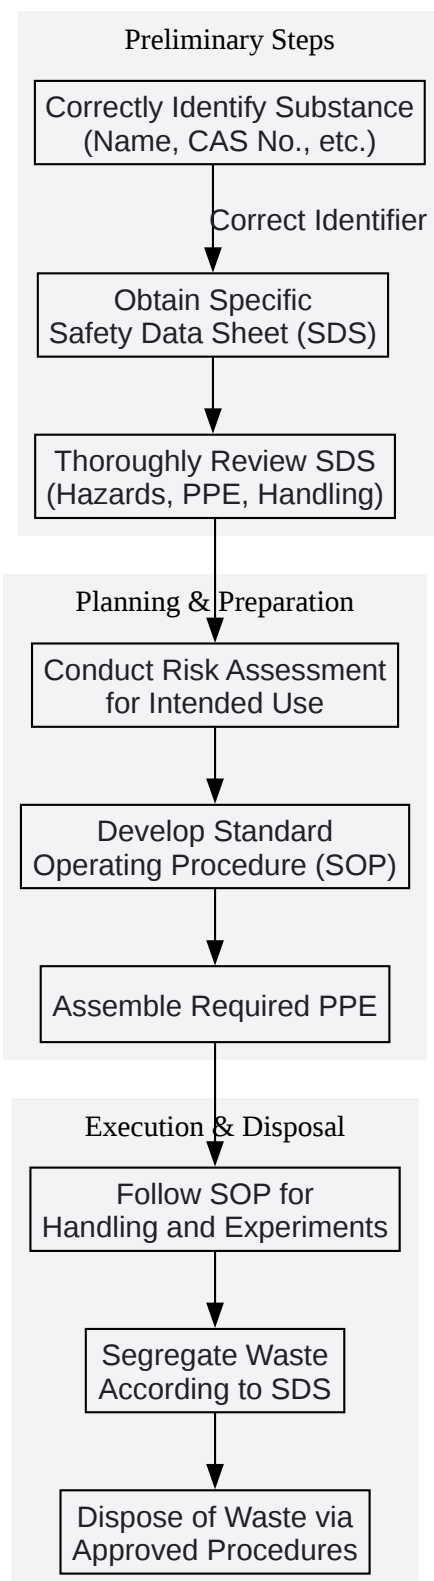 Preliminary Steps
Correctly Identify Substance
(Name, CAS No., etc.)
Correct Identifier
Obtain Specific
Safety Data Sheet (SDS)
Thoroughly Review SDS
(Hazards, PPE, Handling)
Planning & Preparation
Conduct Risk Assessment
for Intended Use
Develop Standard
Operating Procedure (SOP)
Assemble Required PPE
Execution & Disposal
Follow SOP for
Handling and Experiments
Segregate Waste
According to SDS
Dispose of Waste via
Approved Procedures